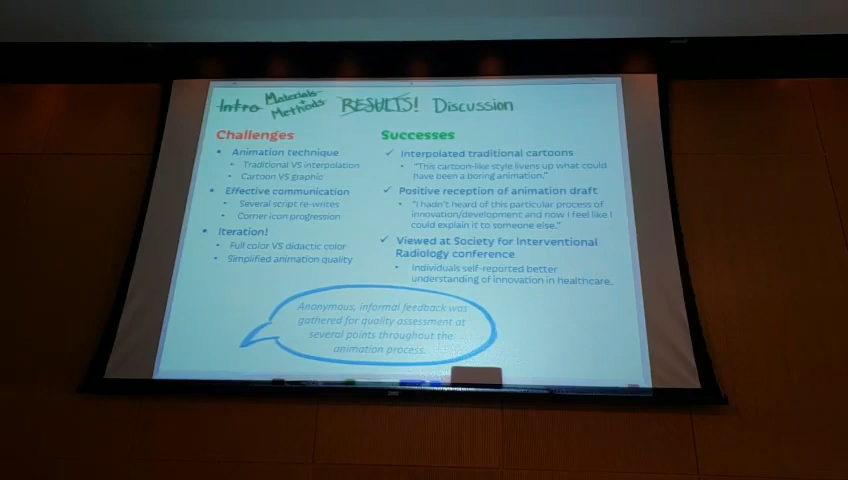 Intro Materials + Methods RESULTS! Discussion
Challenges
• Animation technique
• Traditional VS interpolation
• Cartoon VS graphic
• Effective communication
• Several script re-writes
• Corner icon progression
• Iteration!
• Full color VS didactic color
• Simplified animation quality
Successes
✓ Interpolated traditional cartoons
• "This cartoon-like style livens up what could
have been a boring animation."
✓ Positive reception of animation draft
• "I hadn't heard of this particular process of
innovation/development and now I feel like I
could explain it to someone else."
✓ Viewed at Society for Interventional
Radiology conference
• Individuals self-reported better
understanding of innovation in healthcare.
Anonymous, informal feedback was
gathered for quality assessment at
several points throughout the
animation process.